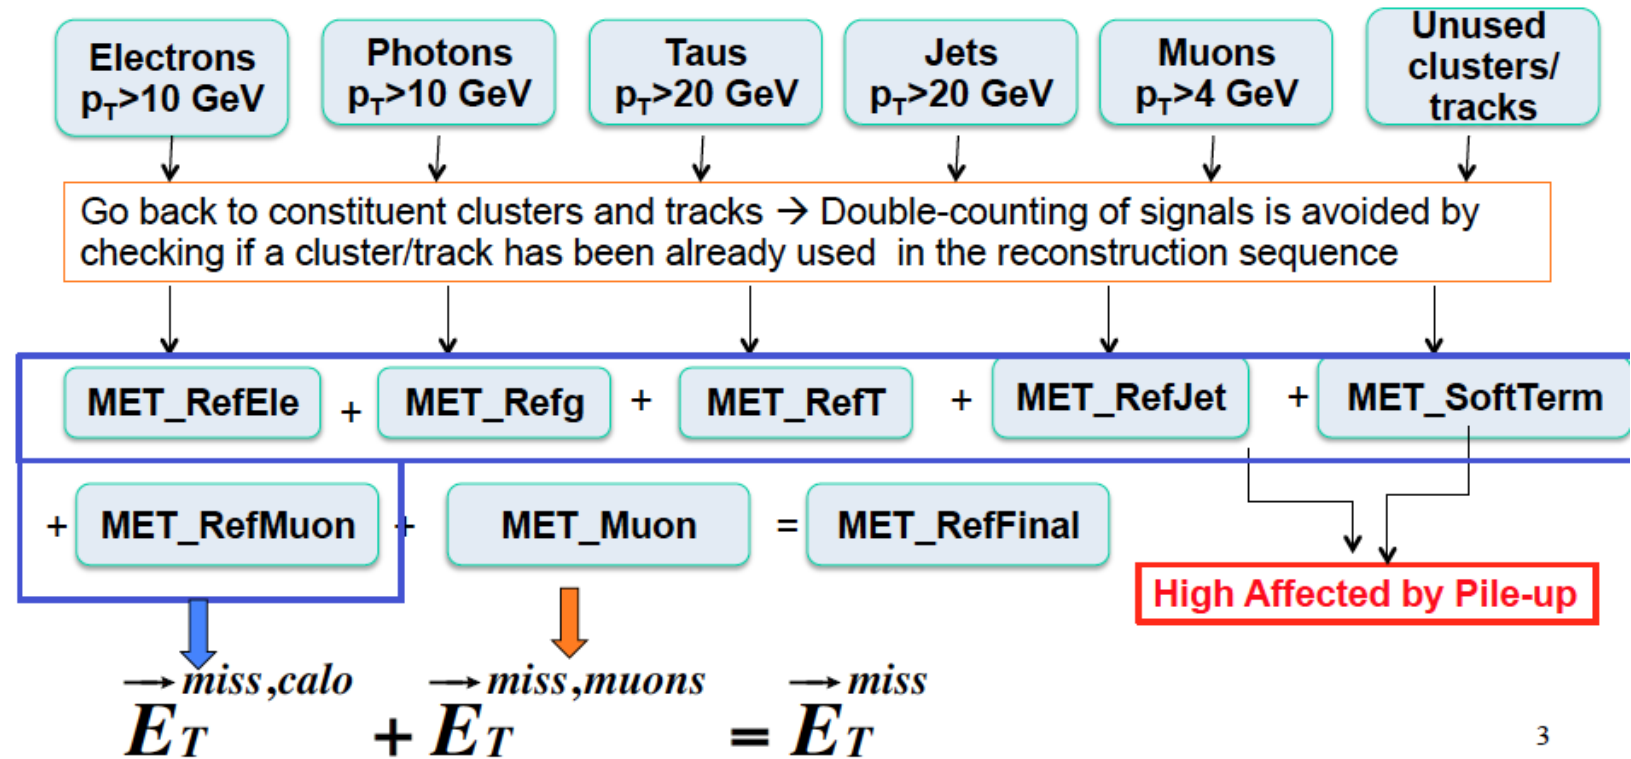 Electrons
pT>10 GeV
Photons
pT>10 GeV
Taus
pT>20 GeV
Jets
pT>20 GeV
Muons
pT>4 GeV
Unused
clusters/
tracks
Go back to constituent clusters and tracks → Double-counting of signals is avoided by
checking if a cluster/track has been already used in the reconstruction sequence
MET_RefEle + MET_Refg + MET_RefT + MET_RefJet + MET_SoftTerm
+ MET_RefMuon + MET_Muon = MET_RefFinal
High Affected by Pile-up
E⃗T miss,calo + E⃗T miss,muons = E⃗T miss
3